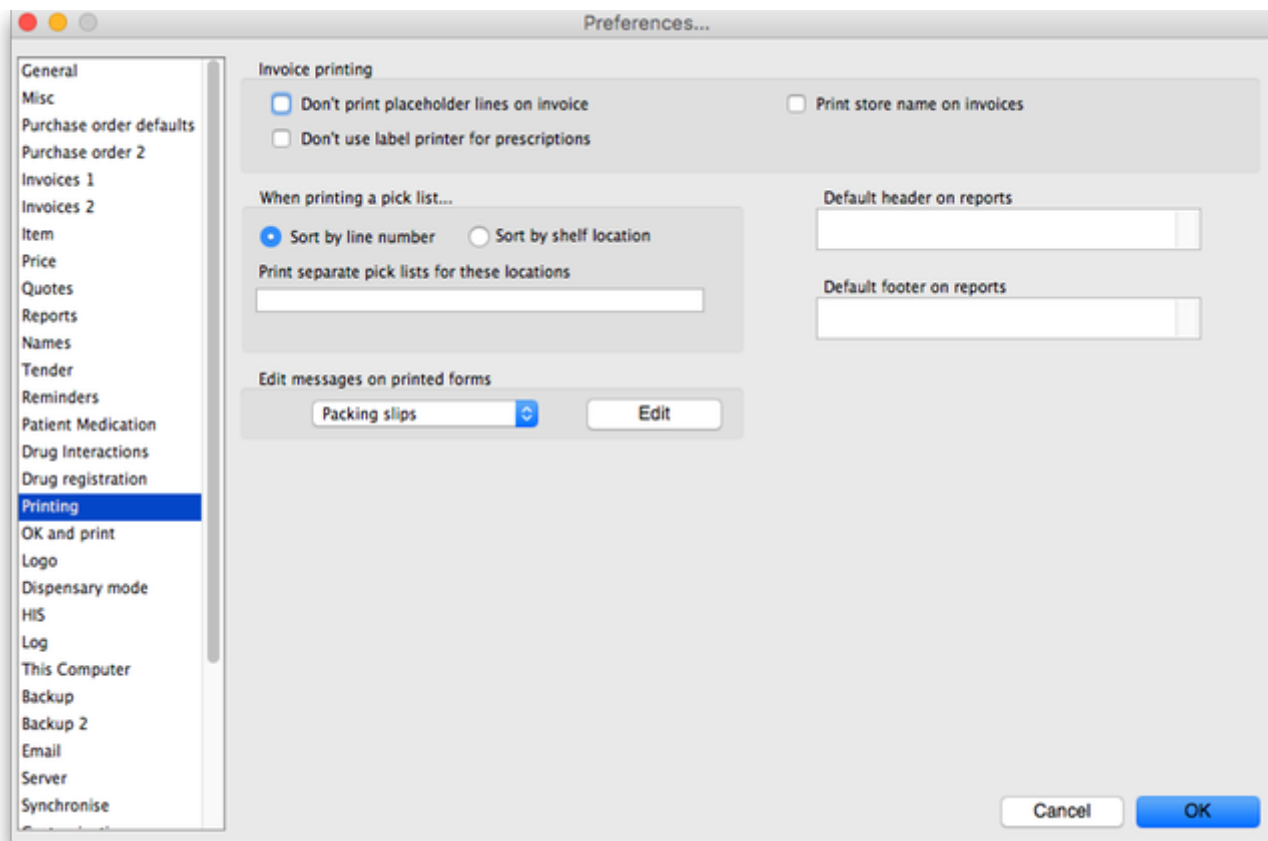 Preferences...
General
Misc
Purchase order defaults
Purchase order 2
Invoices 1
Invoices 2
Item
Price
Quotes
Reports
Names
Tender
Reminders
Patient Medication
Drug Interactions
Drug registration
Printing
OK and print
Logo
Dispensary mode
HIS
Log
This Computer
Backup
Backup 2
Email
Server
Synchronise
Invoice printing
Don't print placeholder lines on invoice
Print store name on invoices
Don't use label printer for prescriptions
When printing a pick list...
Sort by line number
Sort by shelf location
Print separate pick lists for these locations
Default header on reports
Default footer on reports
Edit messages on printed forms
Packing slips
Edit
Cancel
OK